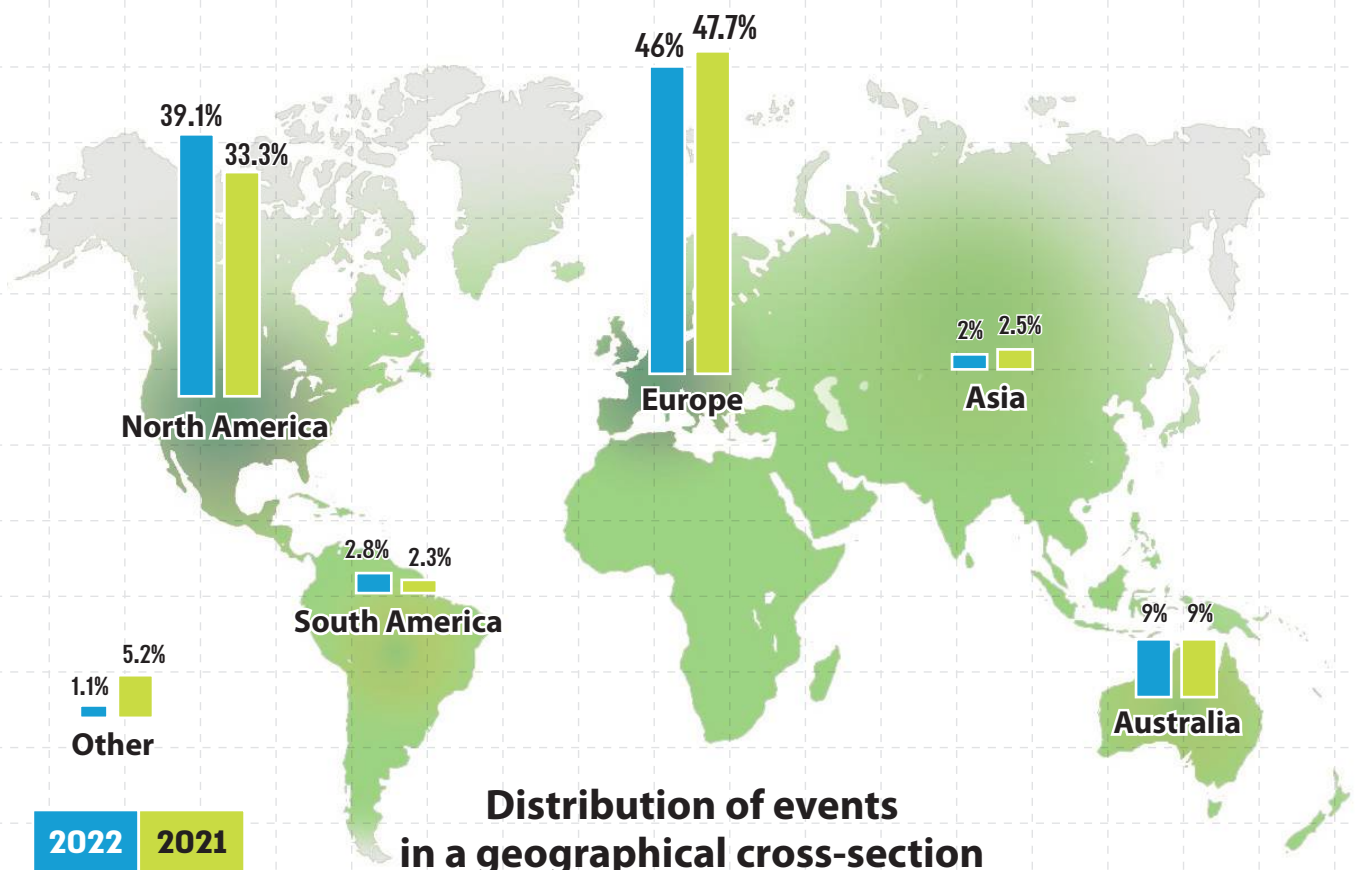 46% 47.7%
Europe
39.1%
33.3%
North America
2% 2.5%
Asia
2.8% 2.3%
South America
9% 9%
Australia
1.1% 5.2%
Other
2022 2021
Distribution of events
in a geographical cross-section